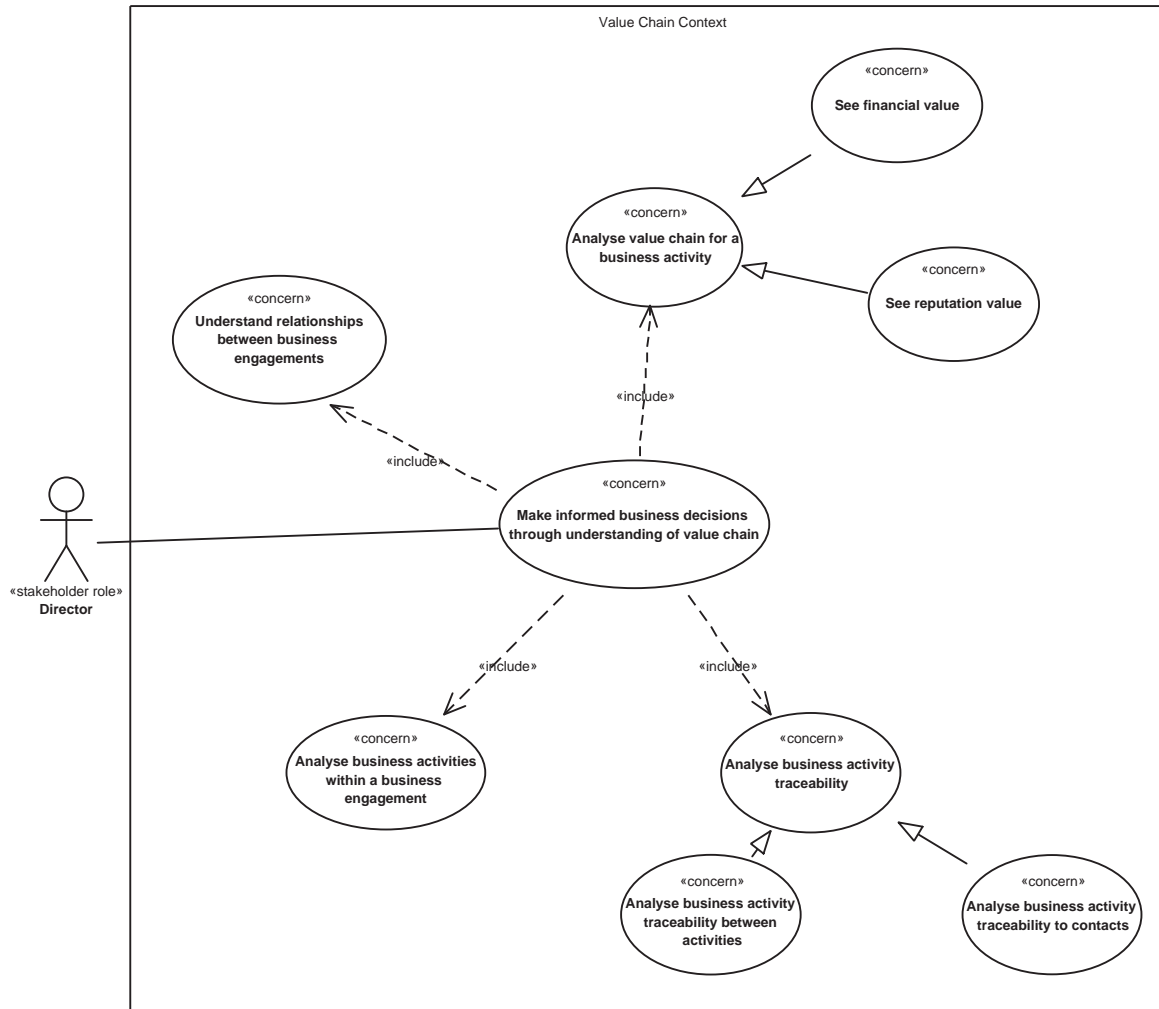 Value Chain Context
«concern»
See financial value
«concern»
Analyse value chain for a
business activity
«concern»
See reputation value
«concern»
Understand relationships
between business
engagements
«include»
«include»
«concern»
Make informed business decisions
through understanding of value chain
«stakeholder role»
Director
«include»
«include»
«concern»
Analyse business activities
within a business
engagement
«concern»
Analyse business activity
traceability
«concern»
Analyse business activity
traceability between
activities
«concern»
Analyse business activity
traceability to contacts